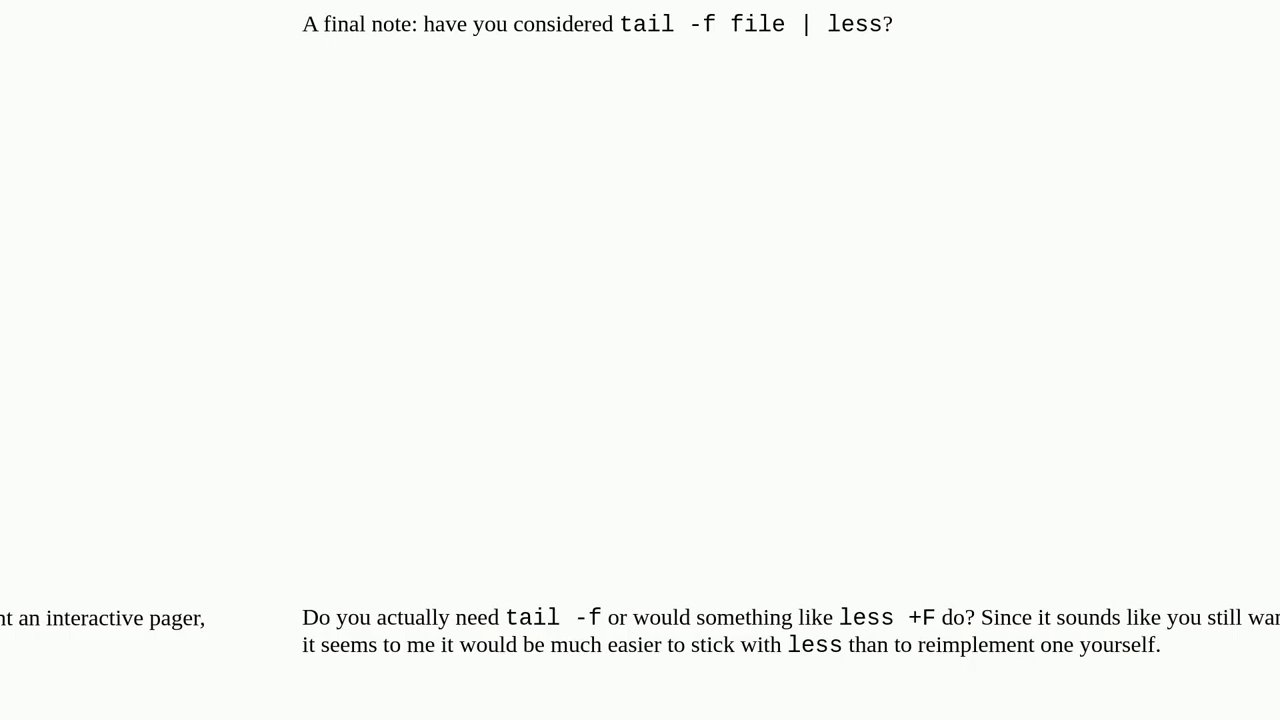 A final note: have you considered tail -f file | less?
an interactive pager,
Do you actually need tail -f or would something like less +F do? Since it sounds like you still
it seems to me it would be much easier to stick with less than to reimplement one yourself.